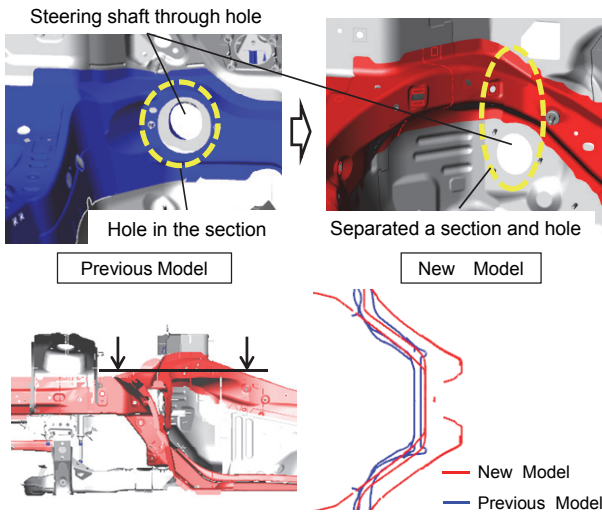 Steering shaft through hole
Hole in the section
Separated a section and hole
Previous Model
New Model
New Model
Previous Model